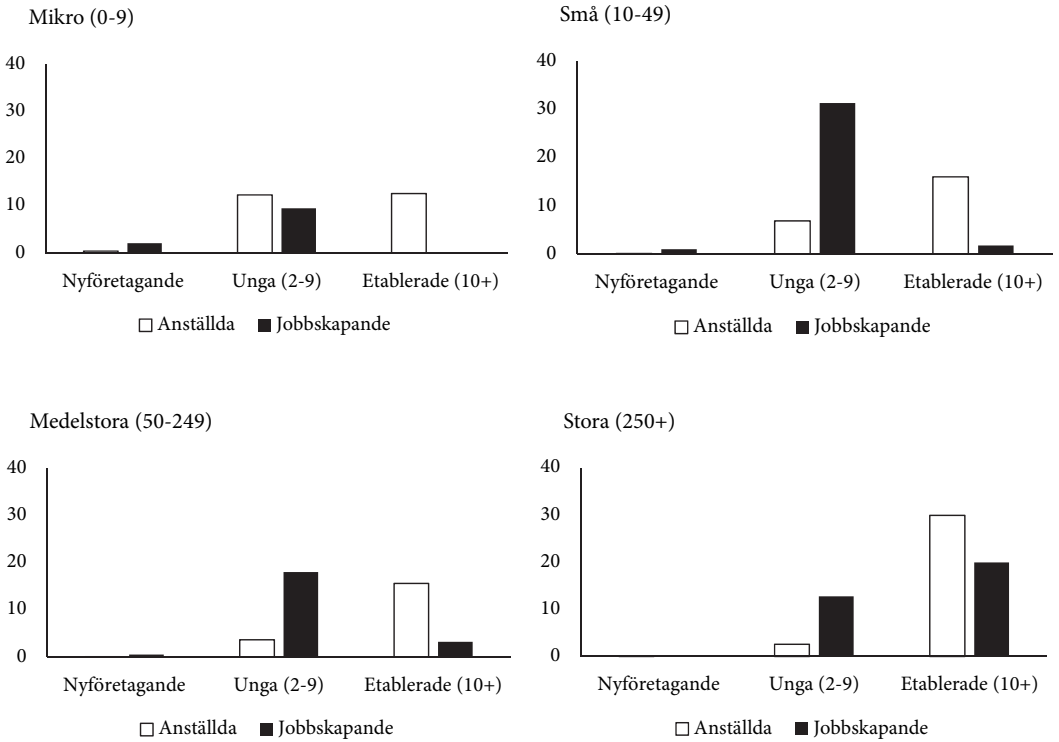 Mikro (0-9)
40
30
20
10
0
Nyföretagande Unga (2-9) Etablerade (10+)
Anställda Jobbskapande
Små (10-49)
40
30
20
10
0
Nyföretagande Unga (2-9) Etablerade (10+)
Anställda Jobbskapande
Medelstora (50-249)
40
30
20
10
0
Nyföretagande Unga (2-9) Etablerade (10+)
Anställda Jobbskapande
Stora (250+)
40
30
20
10
0
Nyföretagande Unga (2-9) Etablerade (10+)
Anställda Jobbskapande